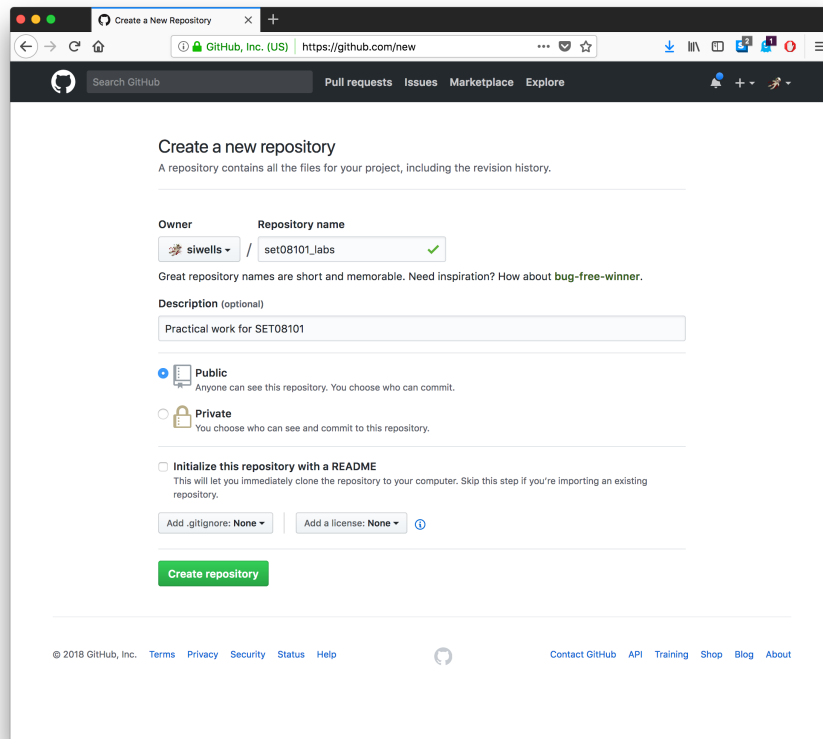 Create a New Repository
GitHub, Inc. (US) https://github.com/new
2 1
Search GitHub Pull requests Issues Marketplace Explore
Create a new repository
A repository contains all the files for your project, including the revision history.
Owner Repository name
siwells / set08101_labs
Great repository names are short and memorable. Need inspiration? How about bug-free-winner.
Description (optional)
Practical work for SET08101
Public
Anyone can see this repository. You choose who can commit.
Private
You choose who can see and commit to this repository.
Initialize this repository with a README
This will let you immediately clone the repository to your computer. Skip this step if you're importing an existing
repository.
Add .gitignore: None Add a license: None
Create repository
© 2018 GitHub, Inc. Terms Privacy Security Status Help Contact GitHub API Training Shop Blog About